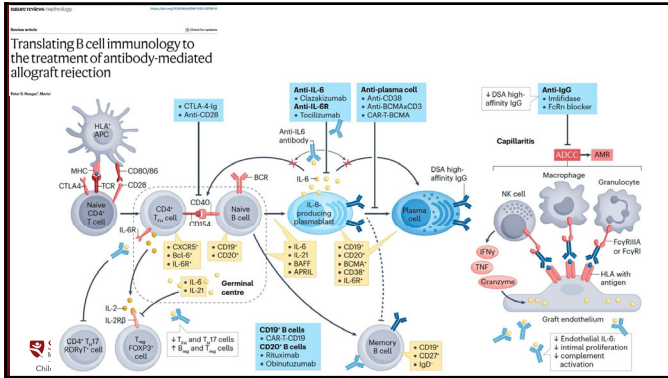 nature reviews nephrology
Review article
Check for updates
Translating B cell immunology to
the treatment of antibody-mediated
allograft rejection
HLA+
APC
MHC
CD80/86
CTLA4
TCR
CD28
Naive
CD4+
T cell
• CTLA-4-Ig
• Anti-CD28
CD4+
TFH cell
CD40
CD154
BCR
Naive
B cell
IL-6R
• CXCR5+
• Bcl-6+
• IL-6R+
• CD19+
• CD20+
• IL-6
• IL-21
Germinal
centre
IL-2
IL-2Rβ
CD4+ TH17
RORγT+ cell
Treg
FOXP3+
cell
↓ TFH and TH17 cells
↑ Breg and Treg cells
Anti-IL-6
• Clazakizumab
Anti-IL-6R
• Tocilizumab
Anti-IL6
antibody
IL-6
IL-6-
producing
plasmablast
• IL-6
• IL-21
• BAFF
• APRIL
Anti-plasma cell
• Anti-CD38
• Anti-BCMAxCD3
• CAR-T-BCMA
DSA high-
affinity IgG
Plasma
cell
• CD19+
• CD20+
• BCMA+
• CD38+
• IL-6R+
CD19+ B cells
• CAR-T-CD19
CD20+ B cells
• Rituximab
• Obinutuzumab
Memory
B cell
• CD19+
• CD27+
• IgD-
↓ DSA high-
affinity IgG
Anti-IgG
• Imlifidase
• FcRn blocker
Capillaritis
ADCC
AMR
Macrophage
NK cell
Granulocyte
FcγRIIIA
or FcγRI
IFNγ
TNF
Granzyme
HLA with
antigen
Graft endothelium
↓ Endothelial IL-6:
↓ intimal proliferation
↓ complement
activation